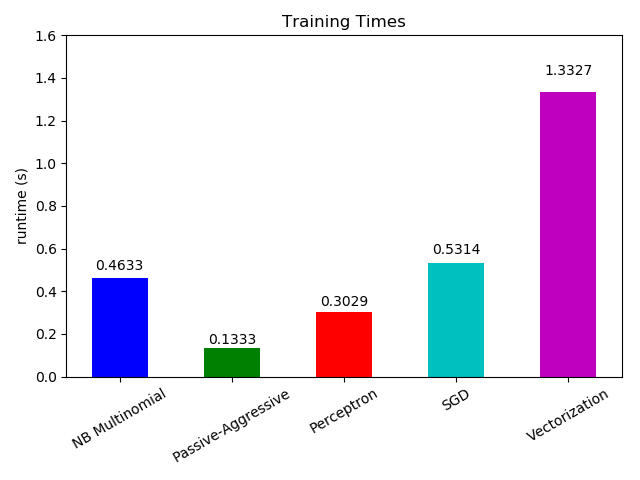 Training Times
runtime (s)
1.6
1.4
1.2
1.0
0.8
0.6
0.4
0.2
0.0
0.4633
0.1333
0.3029
0.5314
1.3327
NB Multinomial
Passive-Aggressive
Perceptron
SGD
Vectorization